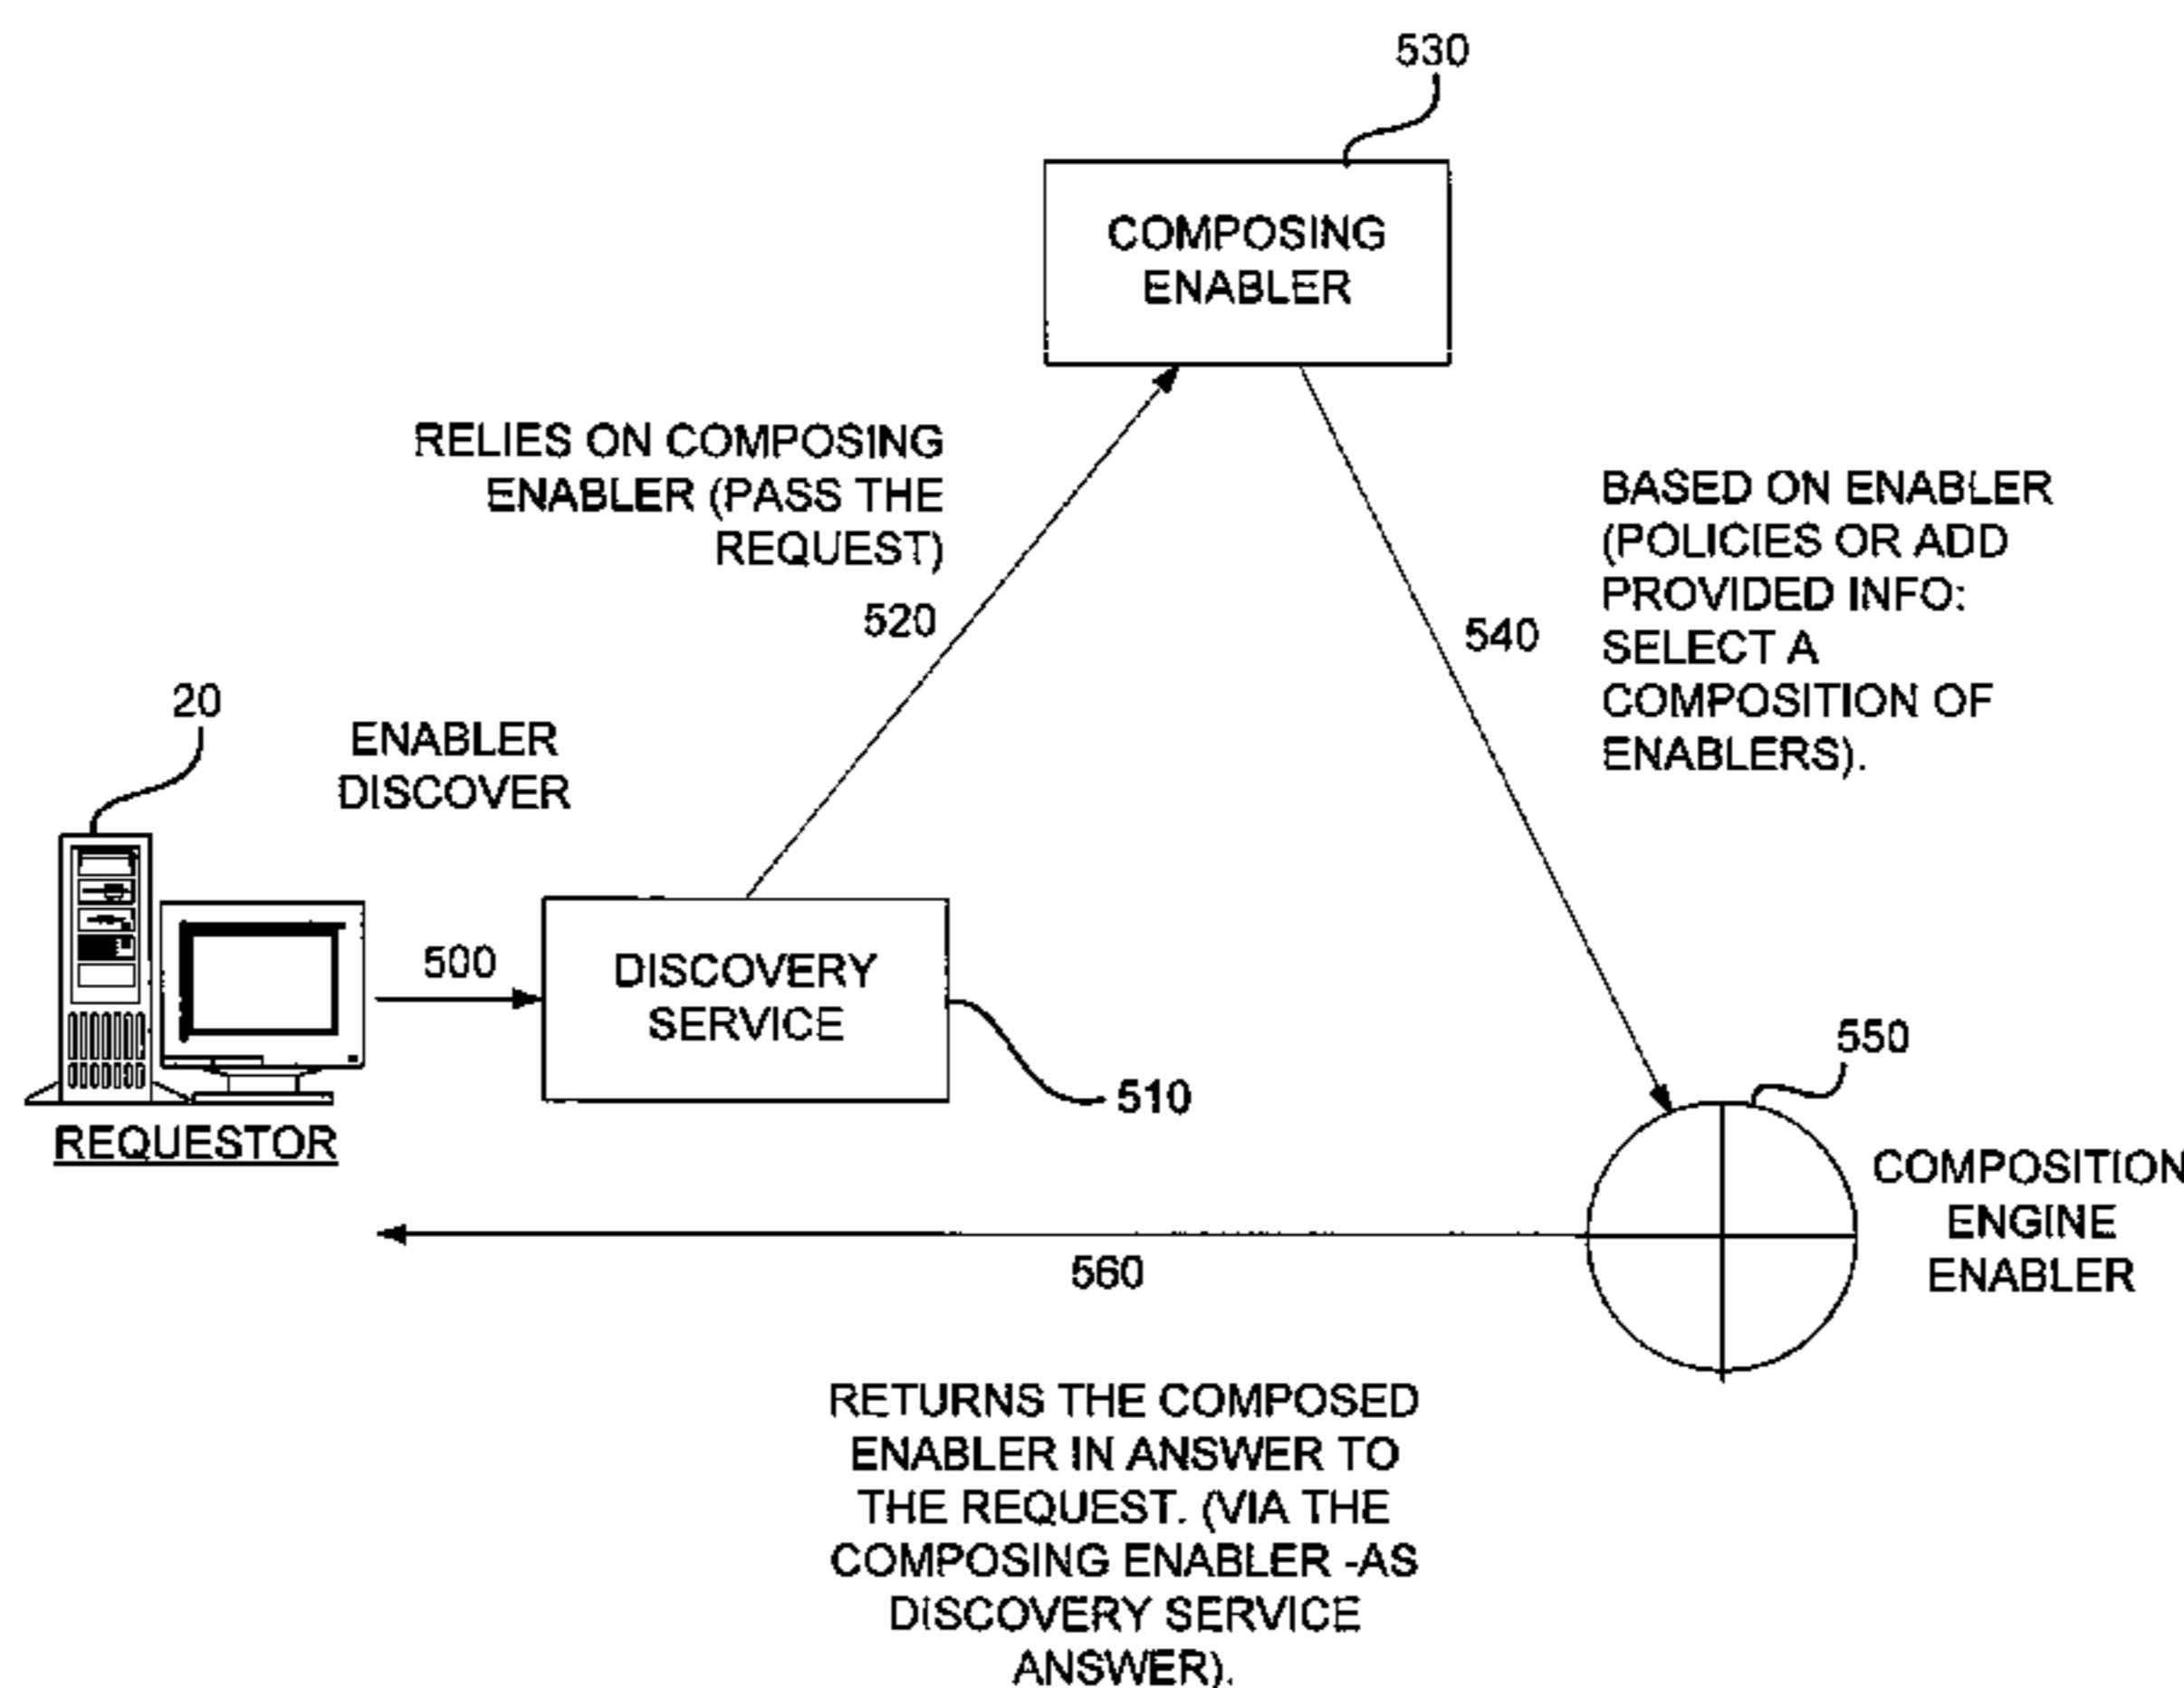 530
COMPOSING
ENABLER
RELIES ON COMPOSING
ENABLER (PASS THE
REQUEST)
520
540
BASED ON ENABLER
(POLICIES OR ADD
PROVIDED INFO:
SELECT A
COMPOSITION OF
ENABLERS).
20
ENABLER
DISCOVER
500
DISCOVERY
SERVICE
510
REQUESTOR
550
COMPOSITION
ENGINE
ENABLER
560
RETURNS THE COMPOSED
ENABLER IN ANSWER TO
THE REQUEST. (VIA THE
COMPOSING ENABLER -AS
DISCOVERY SERVICE
ANSWER).